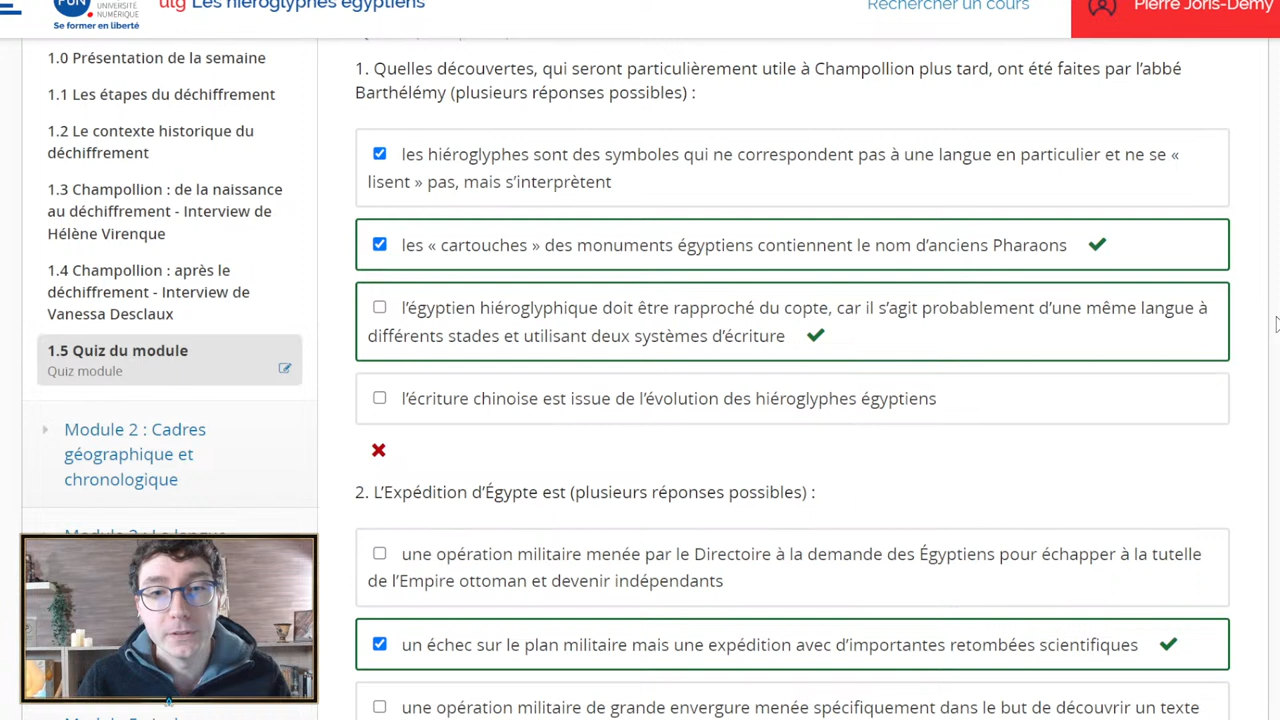 FUN
UNIVERSITÉ
NUMÉRIQUE
Se former en liberté
ulg Les hiéroglyphes égyptiens
Rechercher un cours
Pierre Joris-Demy
1.0 Présentation de la semaine
1.1 Les étapes du déchiffrement
1.2 Le contexte historique du
déchiffrement
1.3 Champollion : de la naissance
au déchiffrement - Interview de
Hélène Virenque
1.4 Champollion : après le
déchiffrement - Interview de
Vanessa Desclaux
1.5 Quiz du module
Quiz module
Module 2 : Cadres
géographique et
chronologique
1. Quelles découvertes, qui seront particulièrement utile à Champollion plus tard, ont été faites par l'abbé
Barthélémy (plusieurs réponses possibles) :
les hiéroglyphes sont des symboles qui ne correspondent pas à une langue en particulier et ne se «
lisent » pas, mais s'interprètent
les « cartouches » des monuments égyptiens contiennent le nom d'anciens Pharaons
l'égyptien hiéroglyphique doit être rapproché du copte, car il s'agit probablement d'une même langue à
différents stades et utilisant deux systèmes d'écriture
l'écriture chinoise est issue de l'évolution des hiéroglyphes égyptiens
2. L'Expédition d'Égypte est (plusieurs réponses possibles) :
une opération militaire menée par le Directoire à la demande des Égyptiens pour échapper à la tutelle
de l'Empire ottoman et devenir indépendants
un échec sur le plan militaire mais une expédition avec d'importantes retombées scientifiques
une opération militaire de grande envergure menée spécifiquement dans le but de découvrir un texte